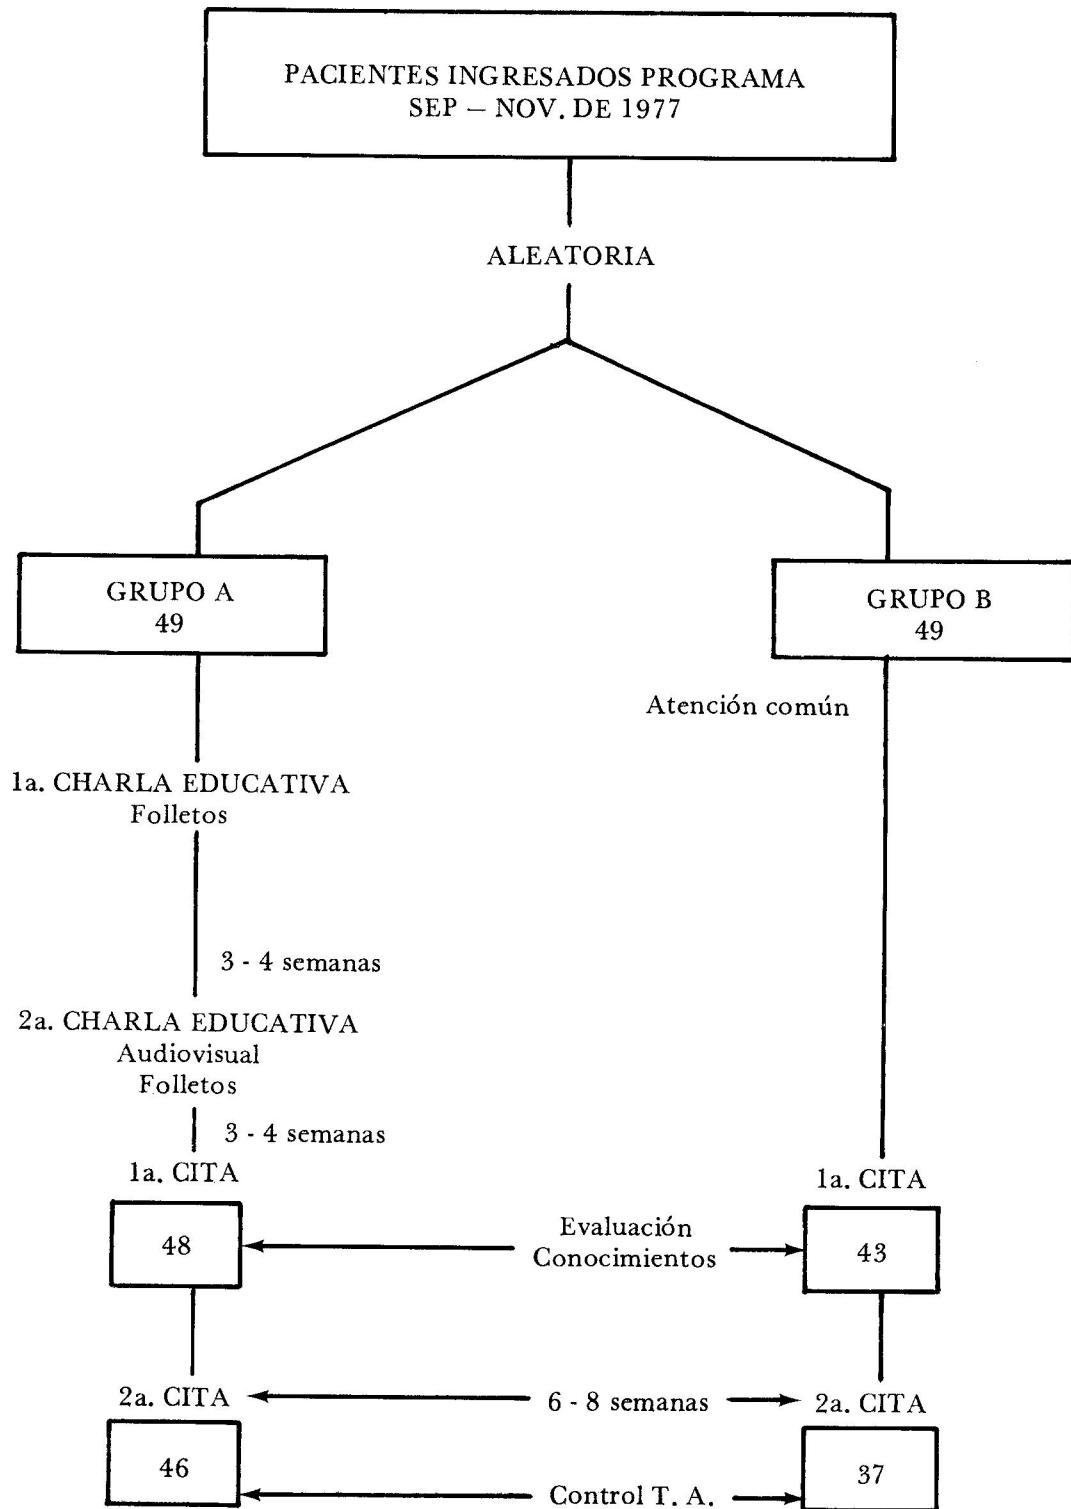 PACIENTES INGRESADOS PROGRAMA
SEP – NOV. DE 1977
ALEATORIA
GRUPO A
49
GRUPO B
49
Atención común
1a. CHARLA EDUCATIVA
Folletos
3 - 4 semanas
2a. CHARLA EDUCATIVA
Audiovisual
Folletos
3 - 4 semanas
1a. CITA
1a. CITA
48
Evaluación
Conocimientos
43
2a. CITA
6 - 8 semanas
2a. CITA
46
Control T. A.
37